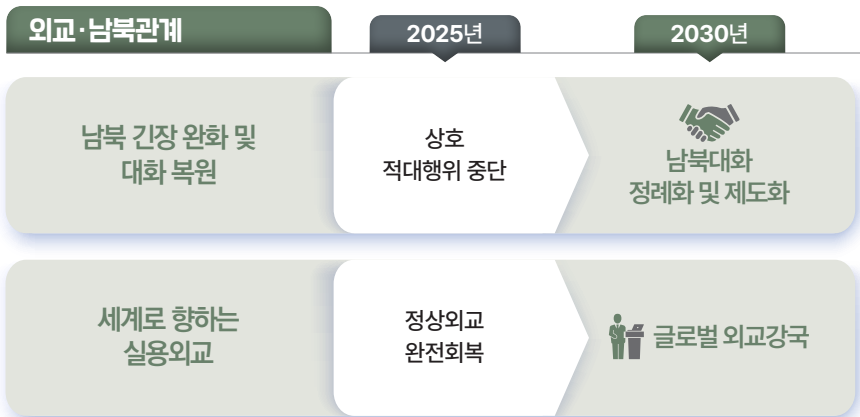 외교·남북관계
2025년
2030년
남북 긴장 완화 및
대화 복원
상호
적대행위 중단
남북대화
정례화 및 제도화
세계로 향하는
실용외교
정상외교
완전회복
글로벌 외교강국